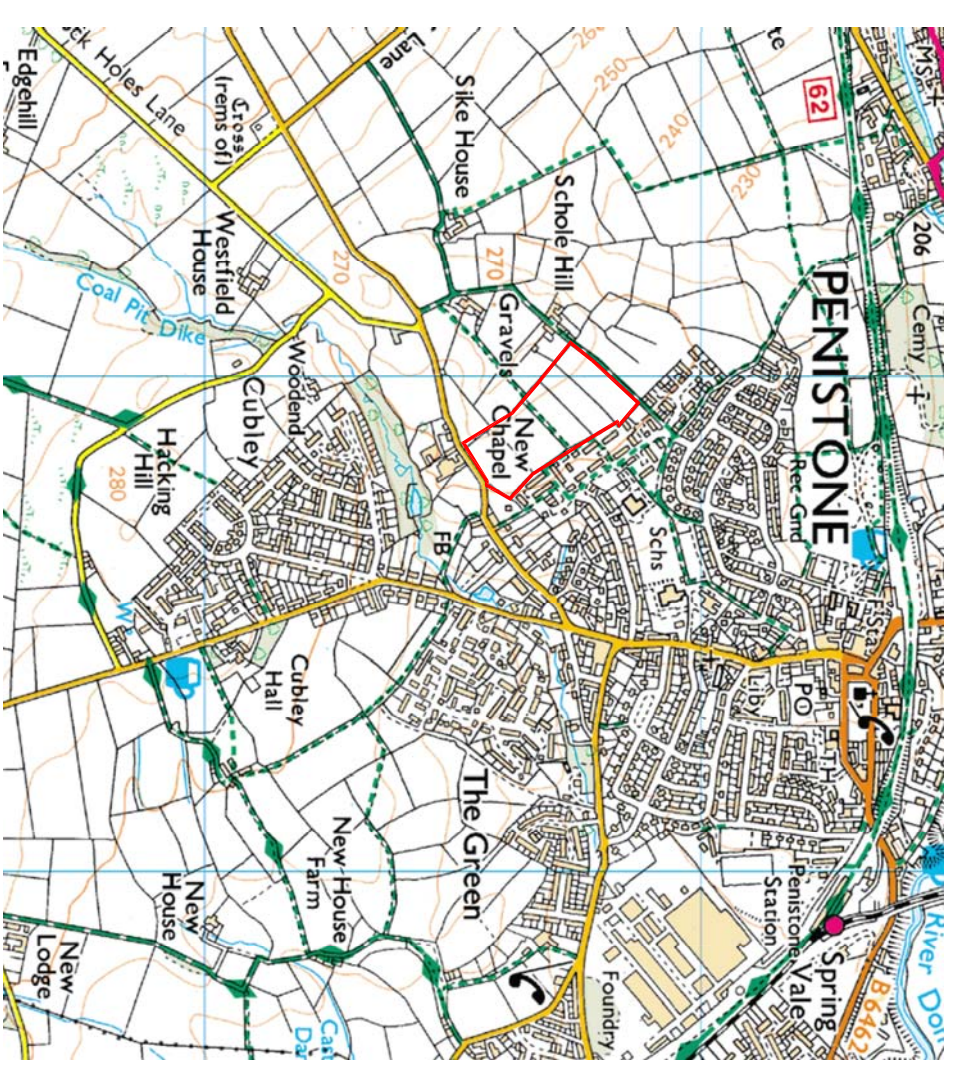 River Don
B 6462
MS
Cemy
206
FSta
TH
Spring
Vale
62
PENISTONE
Rec Gnd
PO
Liby
Penistone
Station
230
240
250
260
Schs
Foundry
Schole Hill
New
Chapel
Gravels
270
Sike House
The Green
FB
Lane
270
Woodend
Cubley
Hall
New House
Farm
Cross
(rems of)
Westfield
House
Cubley
Coal Pit Dike
Hacking
Hill
280
W
New
House
Holes Lane
Edgehill
New
Lodge